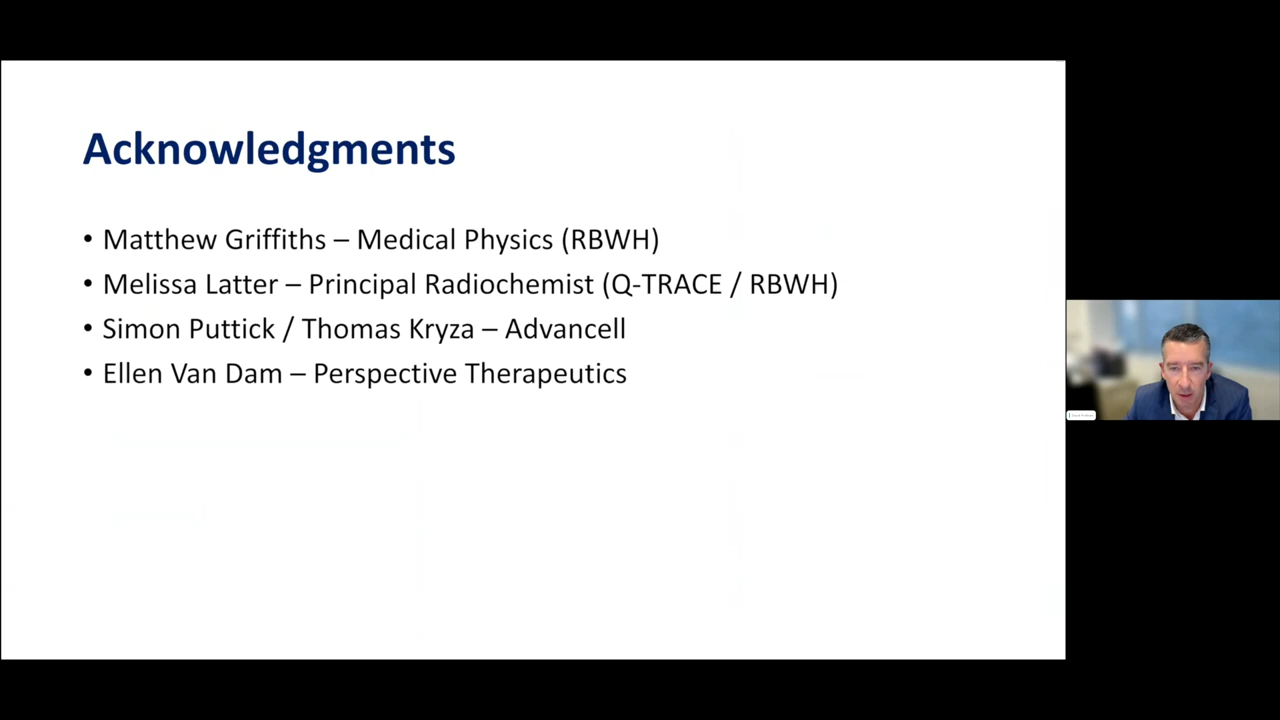 Acknowledgments
• Matthew Griffiths – Medical Physics (RBWH)
• Melissa Latter – Principal Radiochemist (Q-TRACE / RBWH)
• Simon Puttick / Thomas Kryza – Advancell
• Ellen Van Dam – Perspective Therapeutics